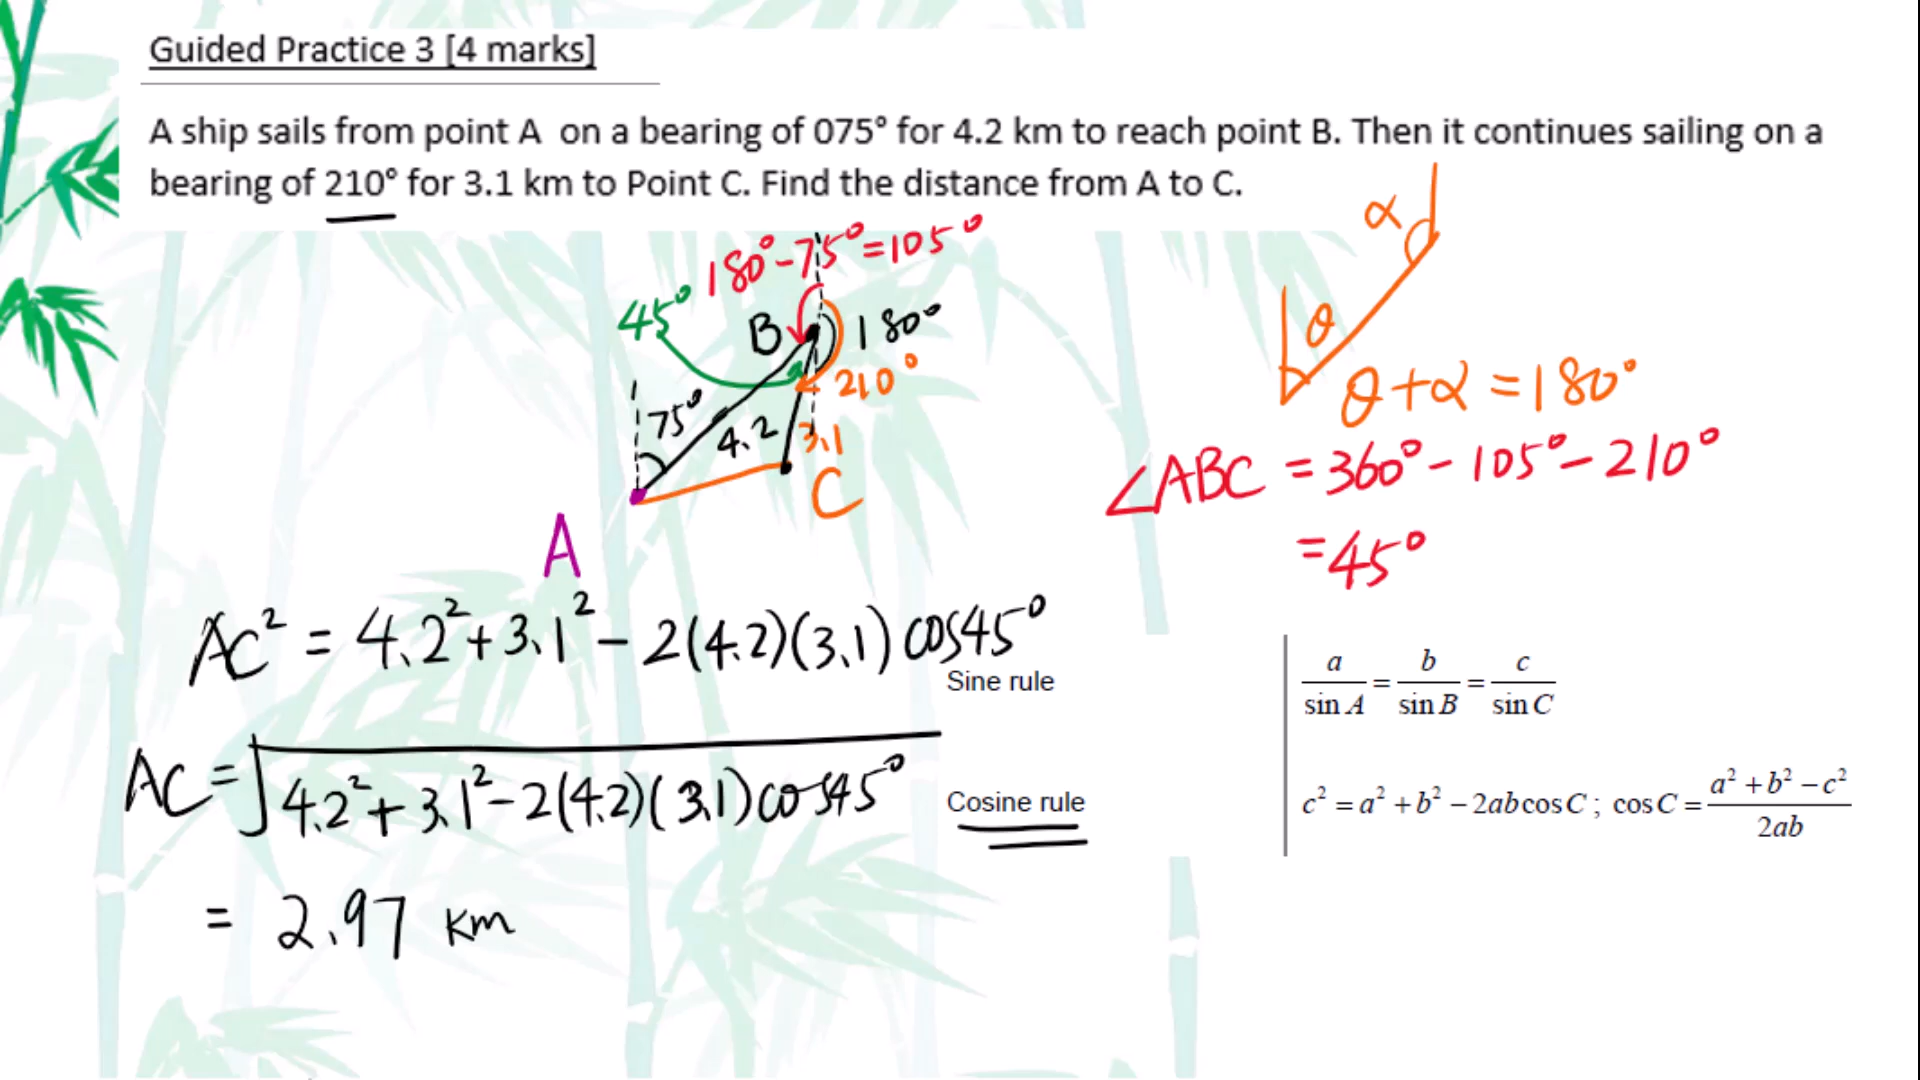 Guided Practice 3 [4 marks]
A ship sails from point A on a bearing of 075° for 4.2 km to reach point B. Then it continues sailing on a
bearing of 210° for 3.1 km to Point C. Find the distance from A to C.
180°-75°=105°
45°
B
180°
210°
75°
4.2
3.1
C
A
α
θ
θ+α=180°
∠ABC = 360°-105°-210°
=45°
AC² = 4.2²+3.1²-2(4.2)(3.1)cos45°
Sine rule
a/sin A = b/sin B = c/sin C
AC=√(4.2²+3.1²-2(4.2)(3.1)cos45°)
Cosine rule
c² = a² + b² − 2ab cos C ; cos C = (a² + b² − c²)/2ab
= 2.97 km